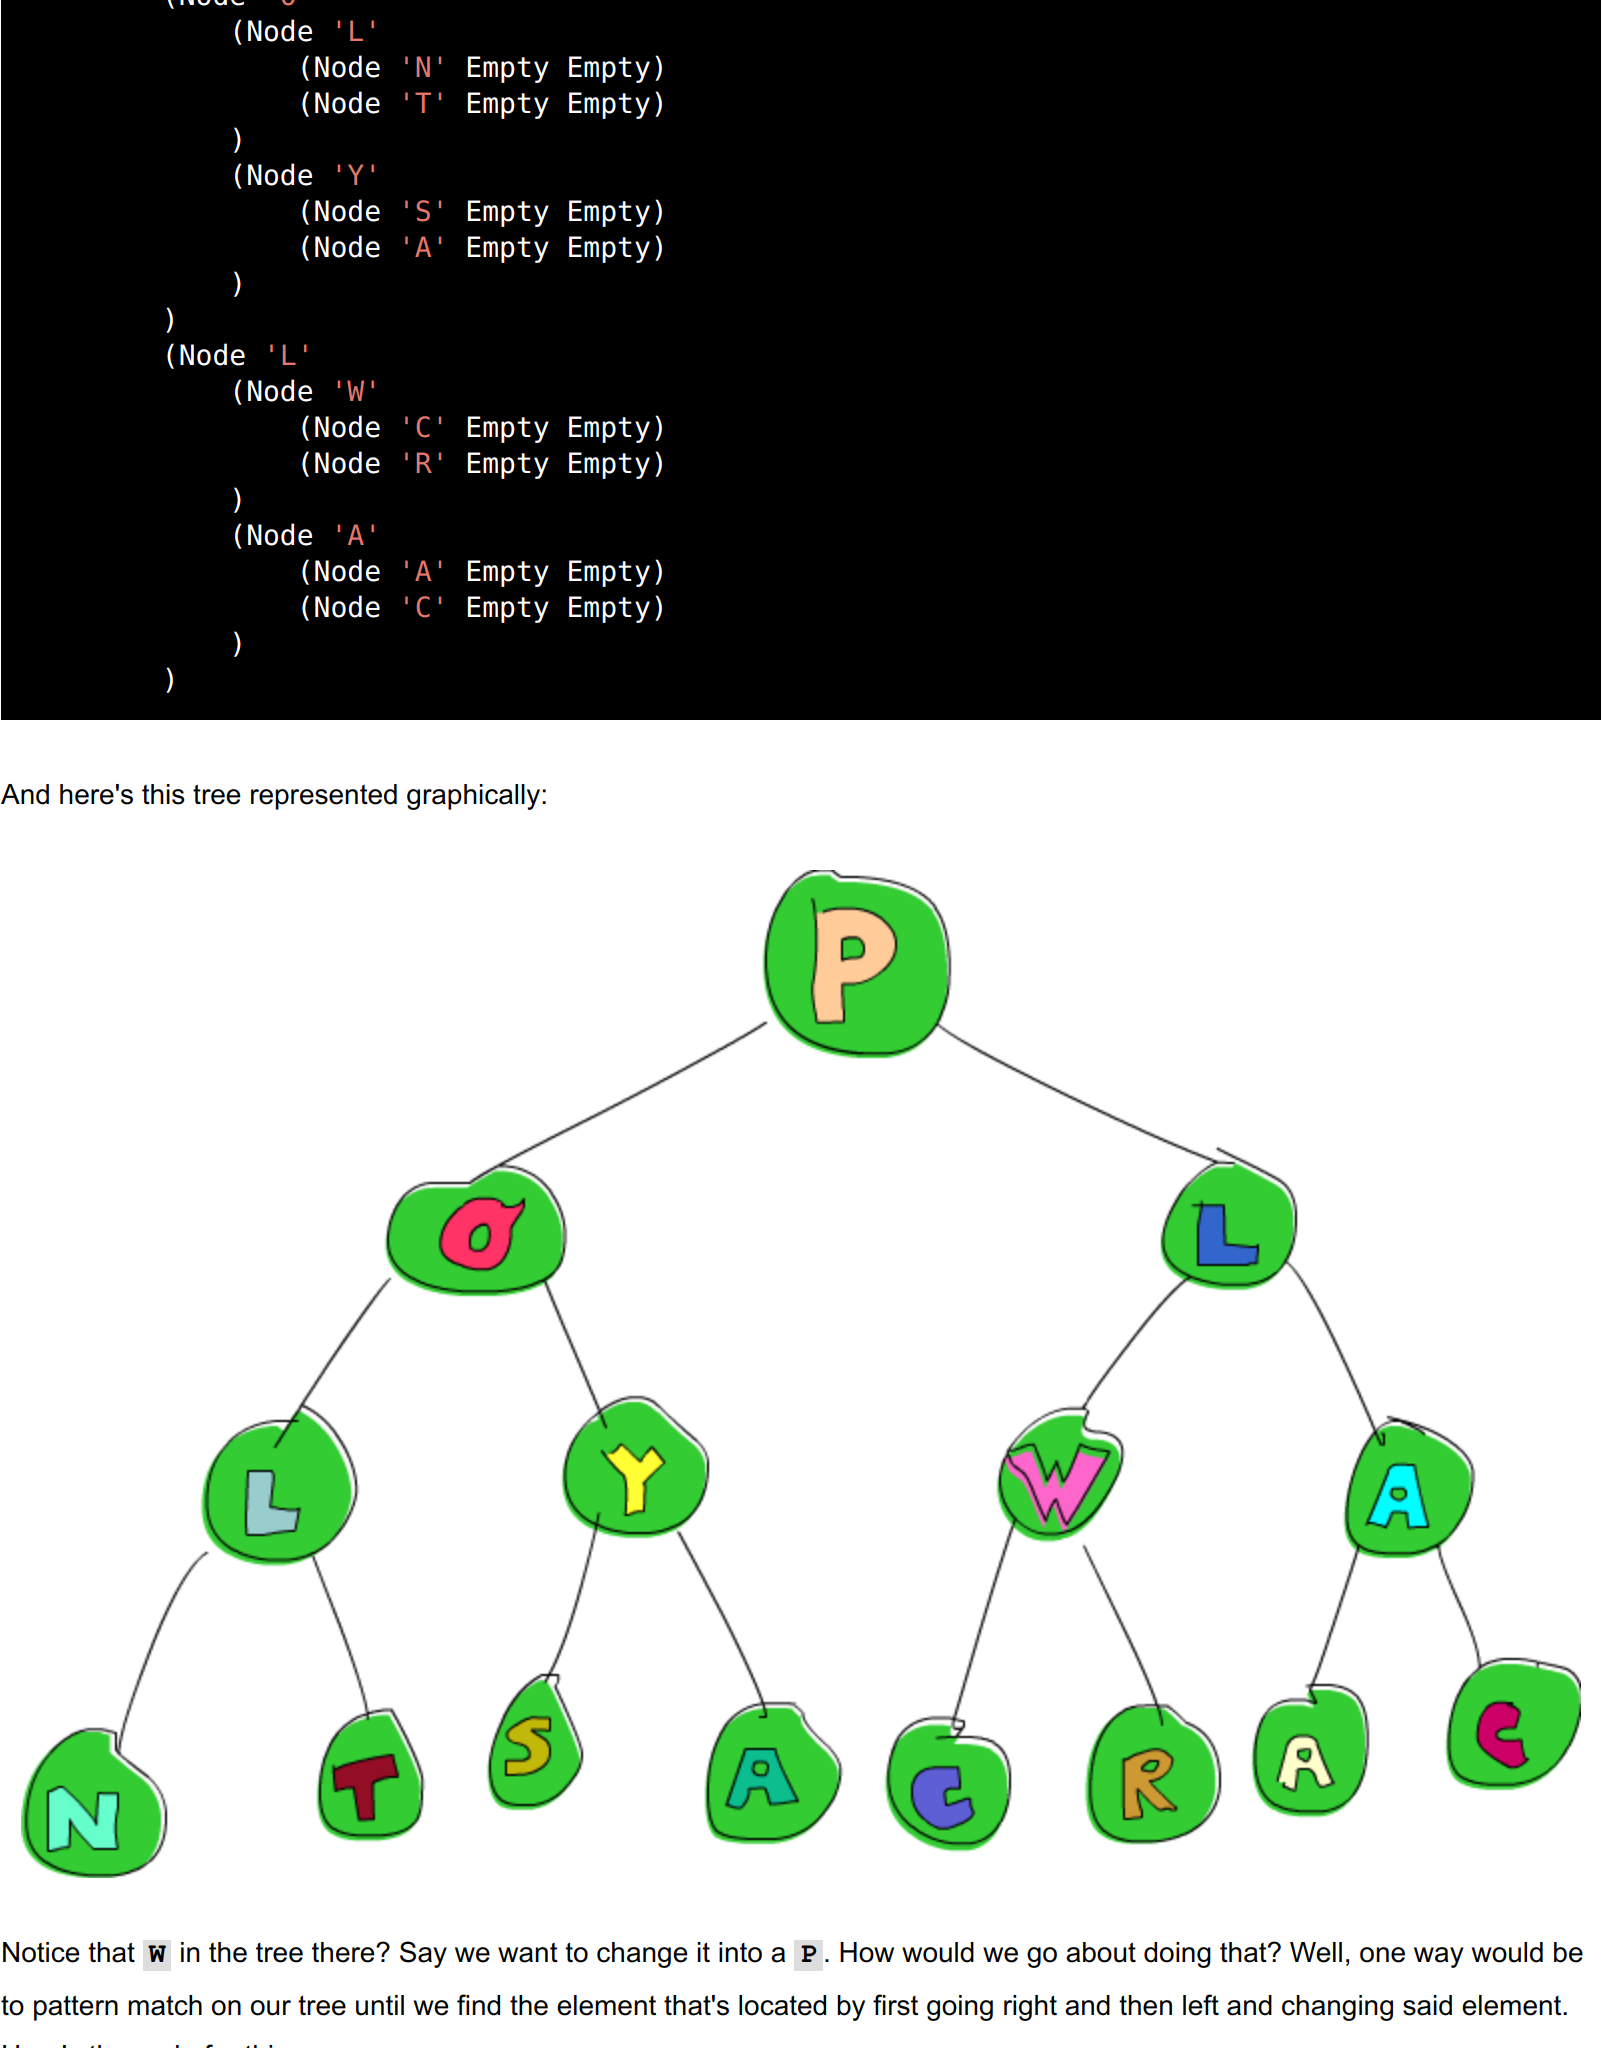 (Node 'O'
(Node 'L'
(Node 'N' Empty Empty)
(Node 'T' Empty Empty)
)
(Node 'Y'
(Node 'S' Empty Empty)
(Node 'A' Empty Empty)
)
)
(Node 'L'
(Node 'W'
(Node 'C' Empty Empty)
(Node 'R' Empty Empty)
)
(Node 'A'
(Node 'A' Empty Empty)
(Node 'C' Empty Empty)
)
)
And here's this tree represented graphically:
P
O L
L Y W A
N T S A C R A C
Notice that W in the tree there? Say we want to change it into a P. How would we go about doing that? Well, one way would be
to pattern match on our tree until we find the element that's located by first going right and then left and changing said element.